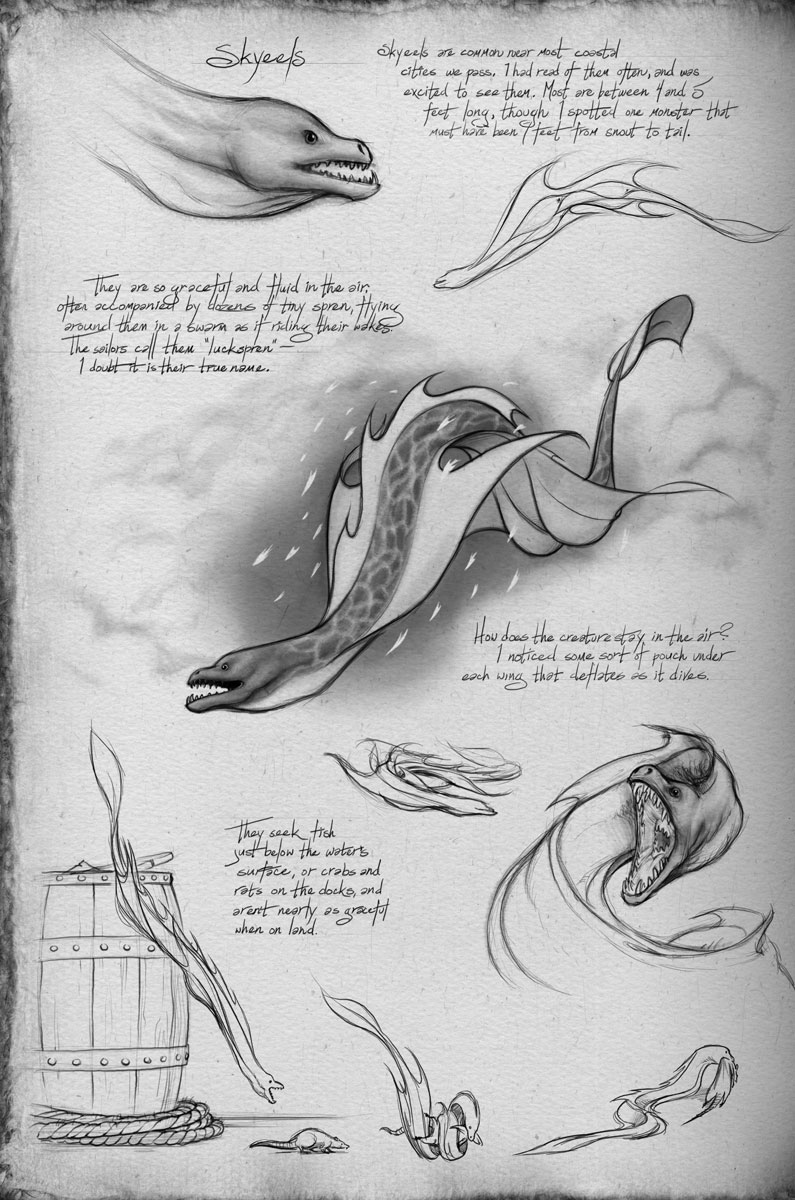 Skyeels
Skyeels are common near most coastal
cities we pass. I had read of them often, and was
excited to see them. Most are between 4 and 5
feet long, though I spotted one monster that
must have been 9 feet from snout to tail.
They are so graceful and fluid in the air,
often accompanied by dozens of tiny spren, flying
around them in a swarm as if riding their wakes.
The sailors call them "luckspren" —
I doubt it is their true name.
How does the creature stay in the air?
I noticed some sort of pouch under
each wing that deflates as it dives.
They seek fish
just below the water's
surface, or crabs and
rats on the docks, and
aren't nearly as graceful
when on land.